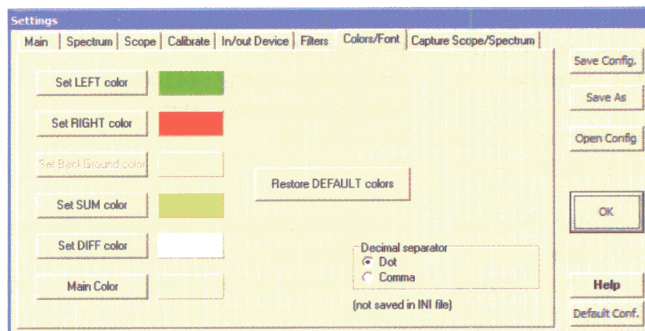 Settings
Main Spectrum Scope Calibrate In/out Device Filters Colors/Font Capture Scope/Spectrum
Save Config.
Set LEFT color
Save As
Set RIGHT color
Open Config
Set BackGround color
Restore DEFAULT colors
Set SUM color
OK
Set DIFF color
Decimal separator
Dot
Comma
Main Color
Help
(not saved in INI file)
Default Conf.